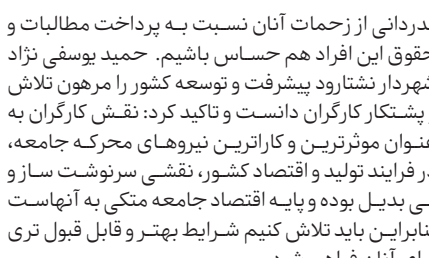 قدردانی از زحمات آنان نسبت به پرداخت مطالبات و
حقوق این افراد هم حساس باشیم. حمید یوسفی نژاد
شهردار نشتارود پیشرفت و توسعه کشور را مرهون تلاش
پشتکار کارگران دانست و تاکید کرد: نقش کارگران به
عنوان موثرترین و کاراترین نیروهای محرکه جامعه،
در فرایند تولید و اقتصاد کشور، نقشی سرنوشت ساز و
بی بدیل بوده و پایه اقتصاد جامعه متکی به آنهاست
بنابراین باید تلاش کنیم شرایط بهتر و قابل قبول تری